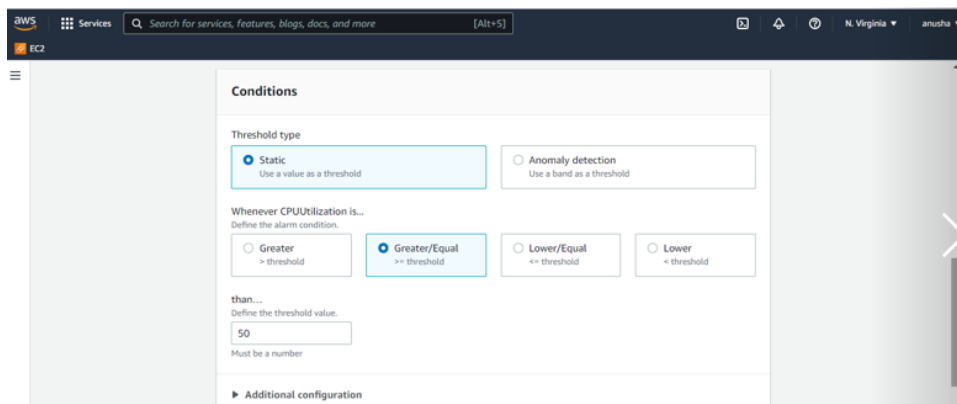 aws Services Search for services, features, blogs, docs, and more [Alt+S] N. Virginia ▼ anusha
EC2
Conditions
Threshold type
Static Anomaly detection
Use a value as a threshold Use a band as a threshold
Whenever CPUUtilization is...
Define the alarm condition.
Greater Greater/Equal Lower/Equal Lower
> threshold >= threshold <= threshold < threshold
than...
Define the threshold value.
50
Must be a number
▶ Additional configuration